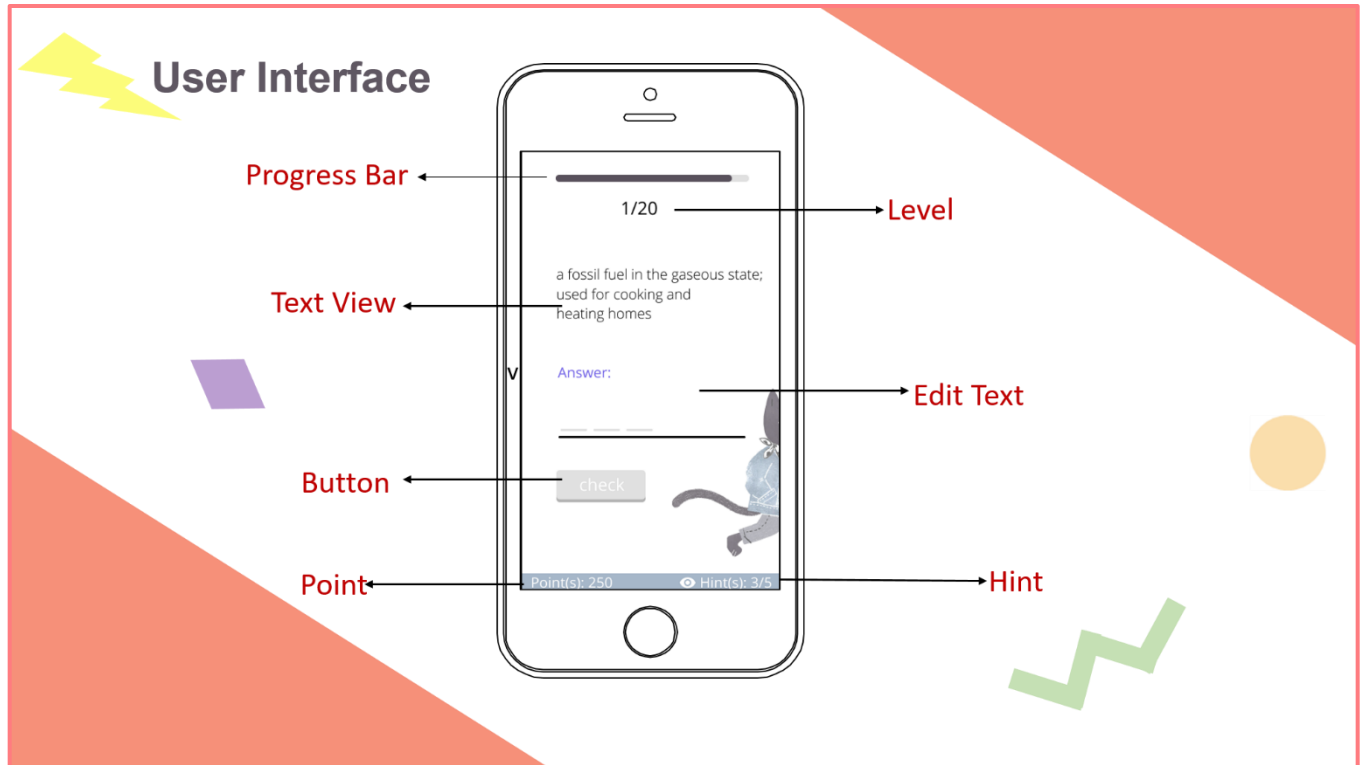 User Interface
Progress Bar
1/20
Level
a fossil fuel in the gaseous state;
used for cooking and
heating homes
Text View
v
Answer:
Edit Text
Button
check
Point
Point(s): 250
Hint(s): 3/5
Hint